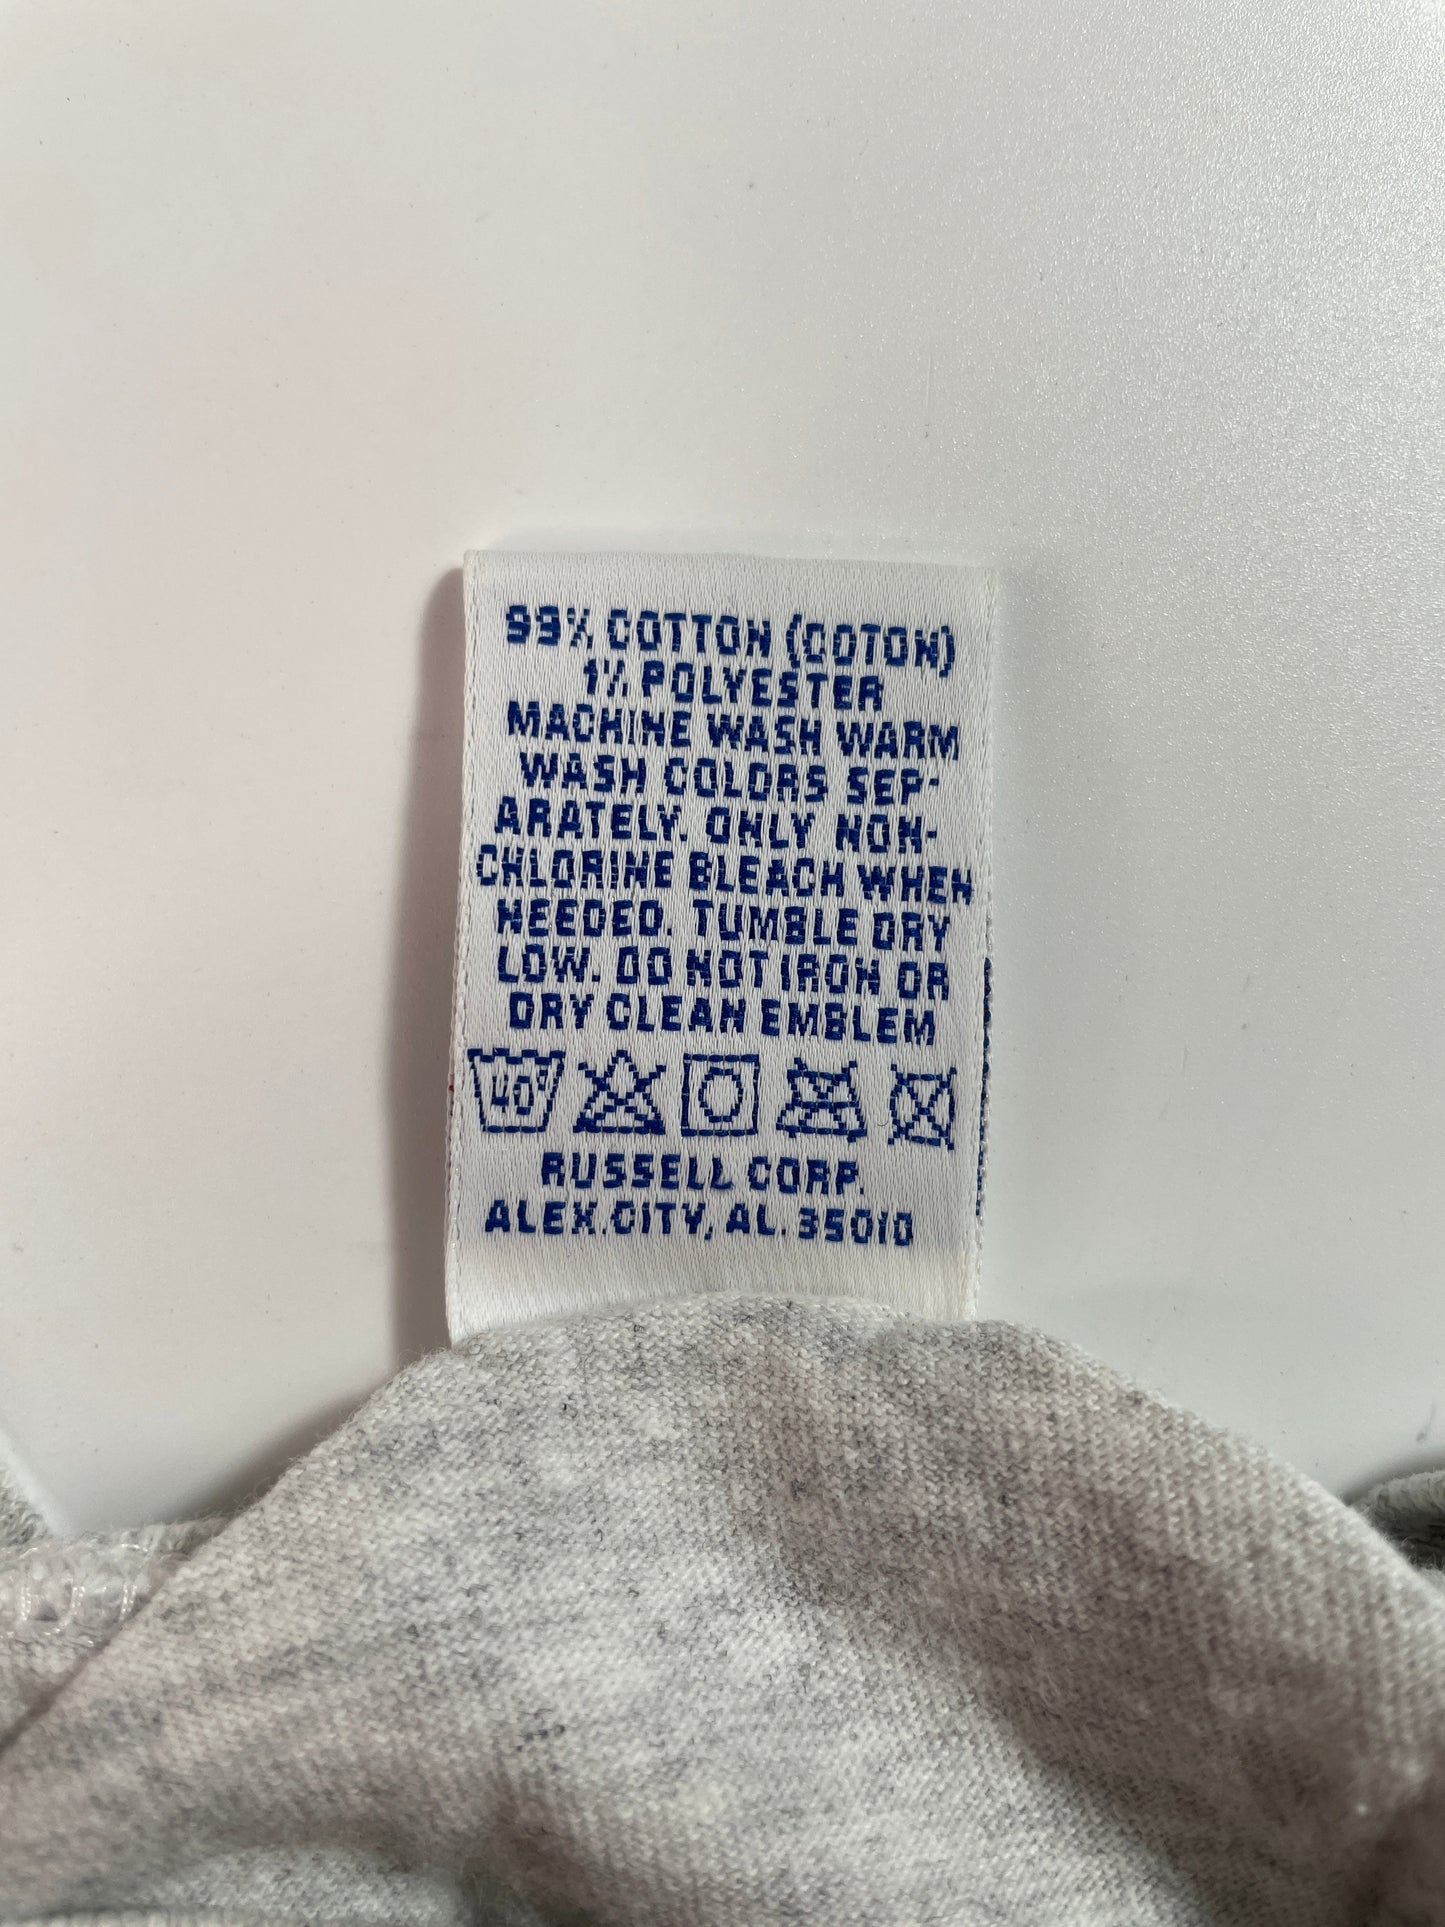 99% COTTON (COTON)
1% POLYESTER
MACHINE WASH WARM
WASH COLORS SEP-
ARATELY. ONLY NON-
CHLORINE BLEACH WHEN
NEEDED. TUMBLE DRY
LOW. DO NOT IRON OR
DRY CLEAN EMBLEM
40°
RUSSELL CORP.
ALEX.CITY, AL. 35010